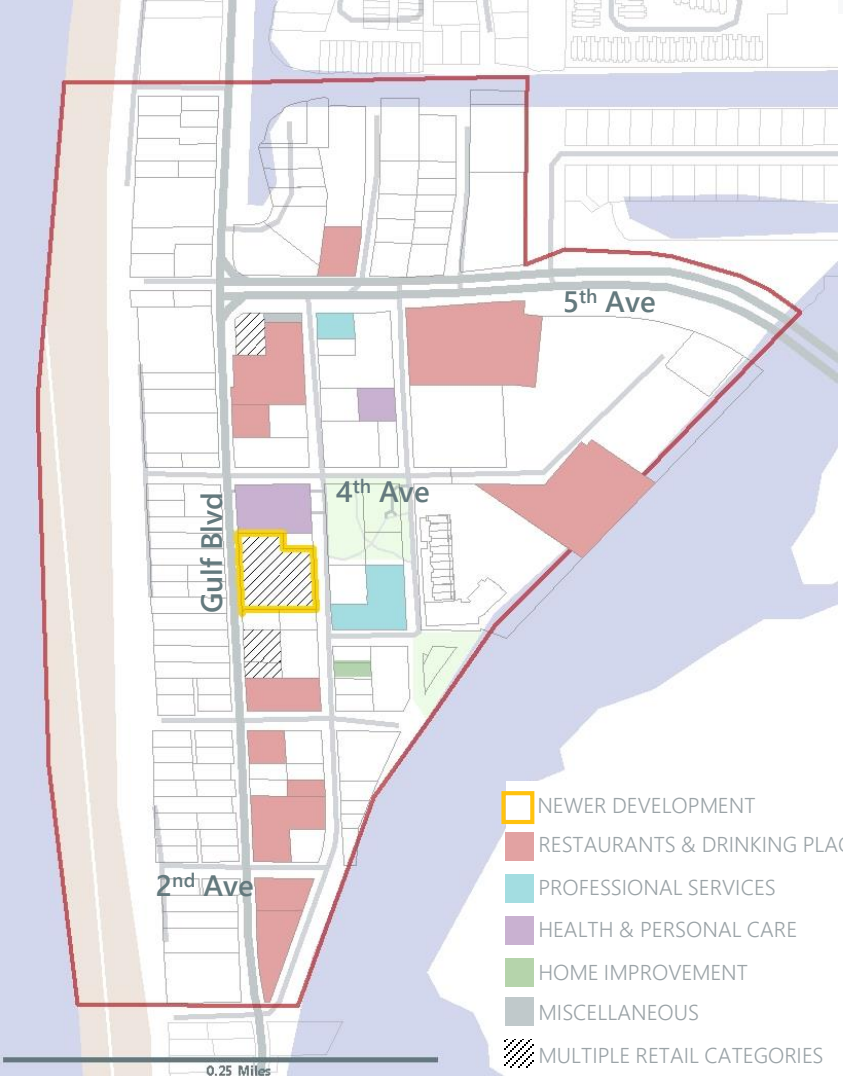 5th Ave
4th Ave
Gulf Blvd
2nd Ave
NEWER DEVELOPMENT
RESTAURANTS & DRINKING PLAC
PROFESSIONAL SERVICES
HEALTH & PERSONAL CARE
HOME IMPROVEMENT
MISCELLANEOUS
MULTIPLE RETAIL CATEGORIES
0.25 Miles